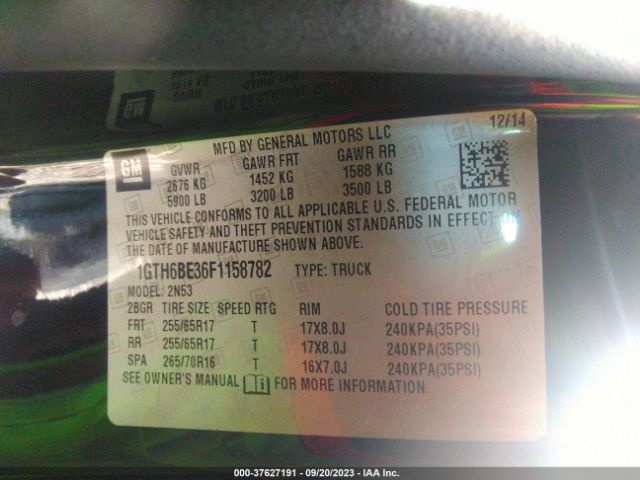 12/14
MFD BY GENERAL MOTORS LLC
GM
GVWR GAWR FRT GAWR RR
2676 KG 1452 KG 1588 KG
5900 LB 3200 LB 3500 LB
THIS VEHICLE CONFORMS TO ALL APPLICABLE U.S. FEDERAL MOTOR
VEHICLE SAFETY AND THEFT PREVENTION STANDARDS IN EFFECT ON
THE DATE OF MANUFACTURE SHOWN ABOVE.
1GTH6BE36F1158782 TYPE: TRUCK
MODEL: 2N53
2BGR TIRE SIZE SPEED RTG RIM COLD TIRE PRESSURE
FRT 255/65R17 T 17X8.0J 240KPA(35PSI)
RR 255/65R17 T 17X8.0J 240KPA(35PSI)
SPA 265/70R16 T 16X7.0J 240KPA(35PSI)
SEE OWNER'S MANUAL FOR MORE INFORMATION.
000-37627191 - 09/20/2023 - IAA Inc.